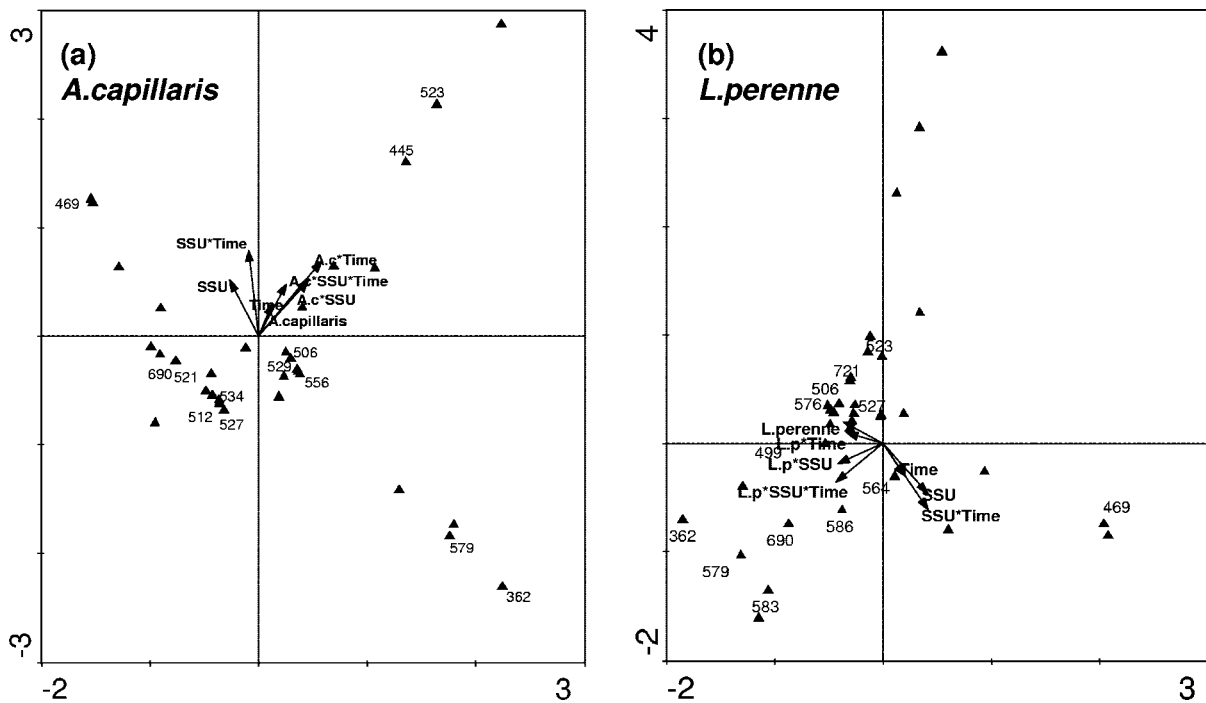 3
(a)
A.capillaris
523
445
469
SSU*Time
A.c*Time
SSU
A.c*SSU*Time
Time
A.c*SSU
A.capillaris
506
690
521
529
556
534
512
527
579
362
-3
-2
3
4
(b)
L.perenne
523
721
506
576
527
L.perenne
L.p*Time
499
L.p*SSU
Time
564
L.p*SSU*Time
SSU
SSU*Time
469
362
690
586
579
583
-2
-2
3